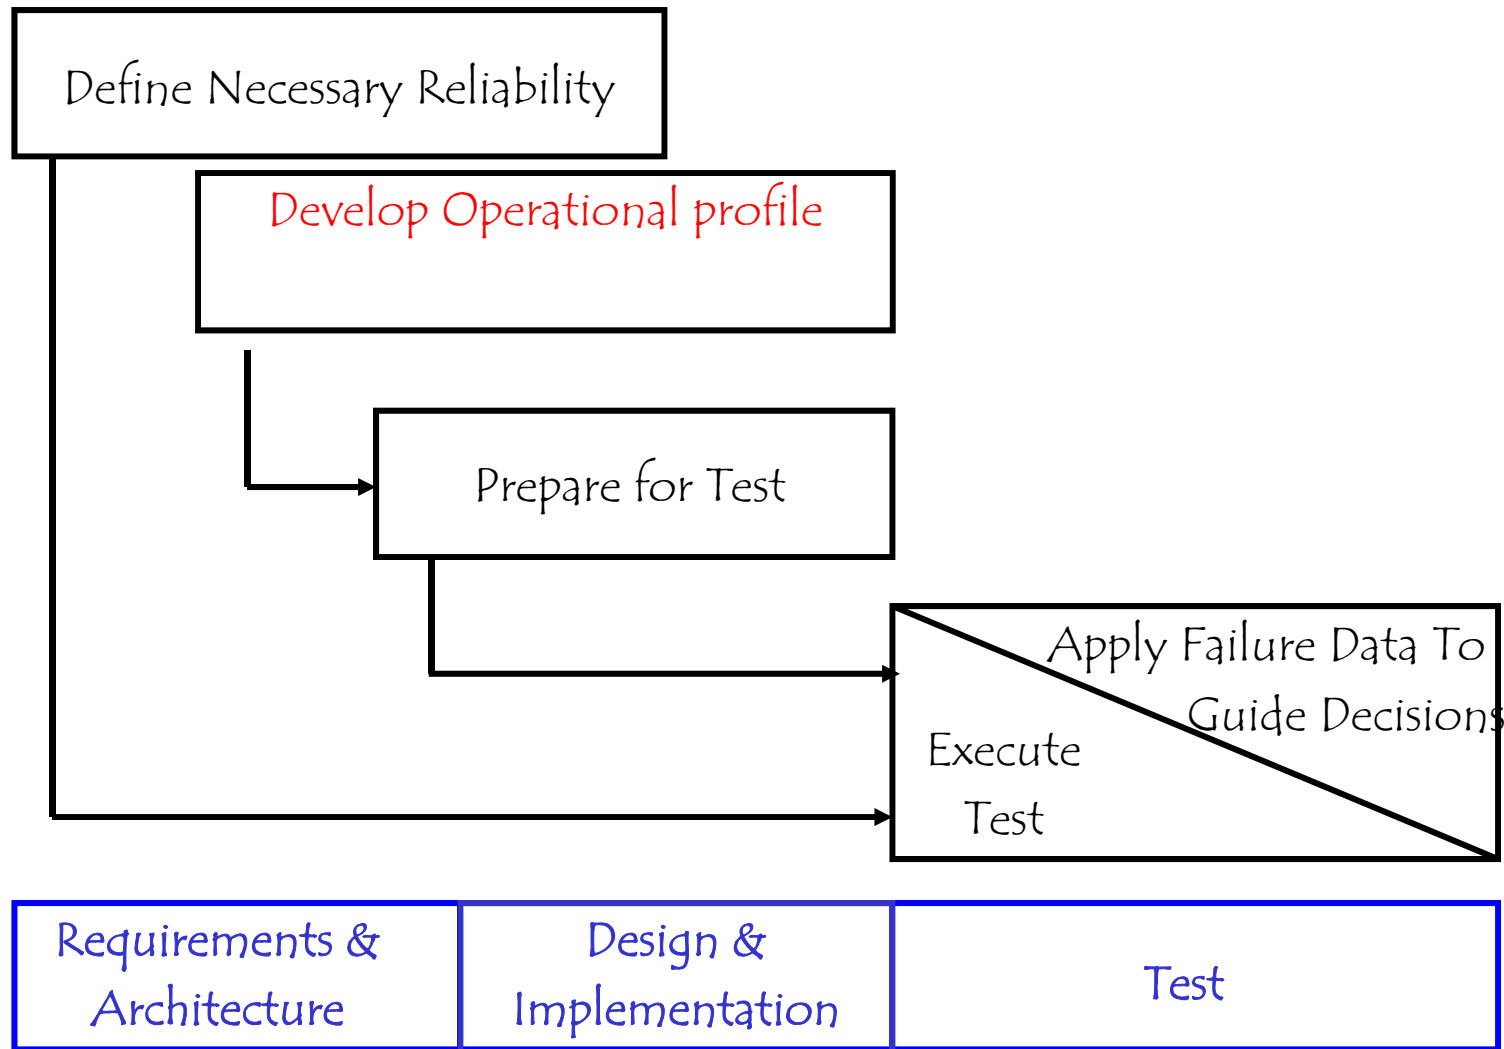 Define Necessary Reliability
Develop Operational profile
Prepare for Test
Apply Failure Data To
Guide Decisions
Execute
Test
Requirements &
Architecture
Design &
Implementation
Test